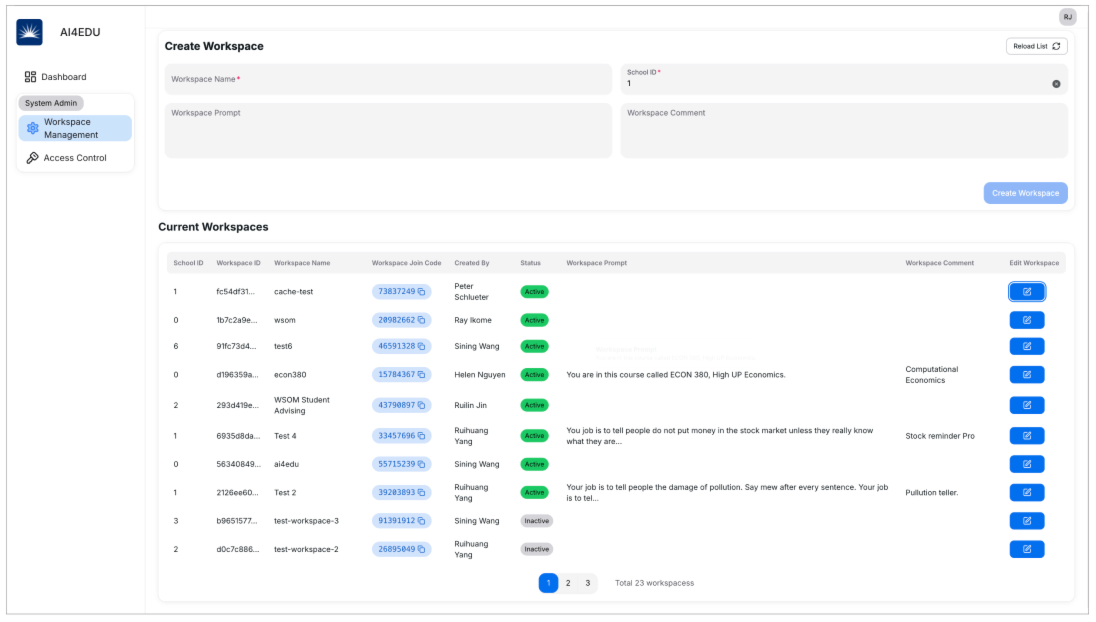 RJ
AI4EDU
Dashboard
System Admin
Workspace
Management
Access Control
Create Workspace
Reload List
Workspace Name*
School ID*
1
Workspace Prompt
Workspace Comment
Create Workspace
Current Workspaces
School ID Workspace ID Workspace Name Workspace Join Code Created By Status Workspace Prompt Workspace Comment Edit Workspace
1 fc54df31... cache-test 73837249 Peter Schlueter Active
0 1b7c2a9e... wsom 20982662 Ray Ikome Active
6 91fc73d4... test6 46591328 Sining Wang Active
0 d196359a... econ380 15784367 Helen Nguyen Active You are in this course called ECON 380, High UP Economics. Computational Economics
2 293d419e... WSOM Student Advising 43790897 Ruilin Jin Active
1 6935d8da... Test 4 33457696 Ruihuang Yang Active You job is to tell people do not put money in the stock market unless they really know what they are... Stock reminder Pro
0 56340849... ai4edu 55715239 Sining Wang Active
1 2126ee60... Test 2 39203893 Ruihuang Yang Active Your job is to tell people the damage of pollution. Say mew after every sentence. Your job is to tel... Pollution teller.
3 b9651577... test-workspace-3 91391912 Sining Wang Inactive
2 d0c7c886... test-workspace-2 26895049 Ruihuang Yang Inactive
1 2 3 Total 23 workspacess